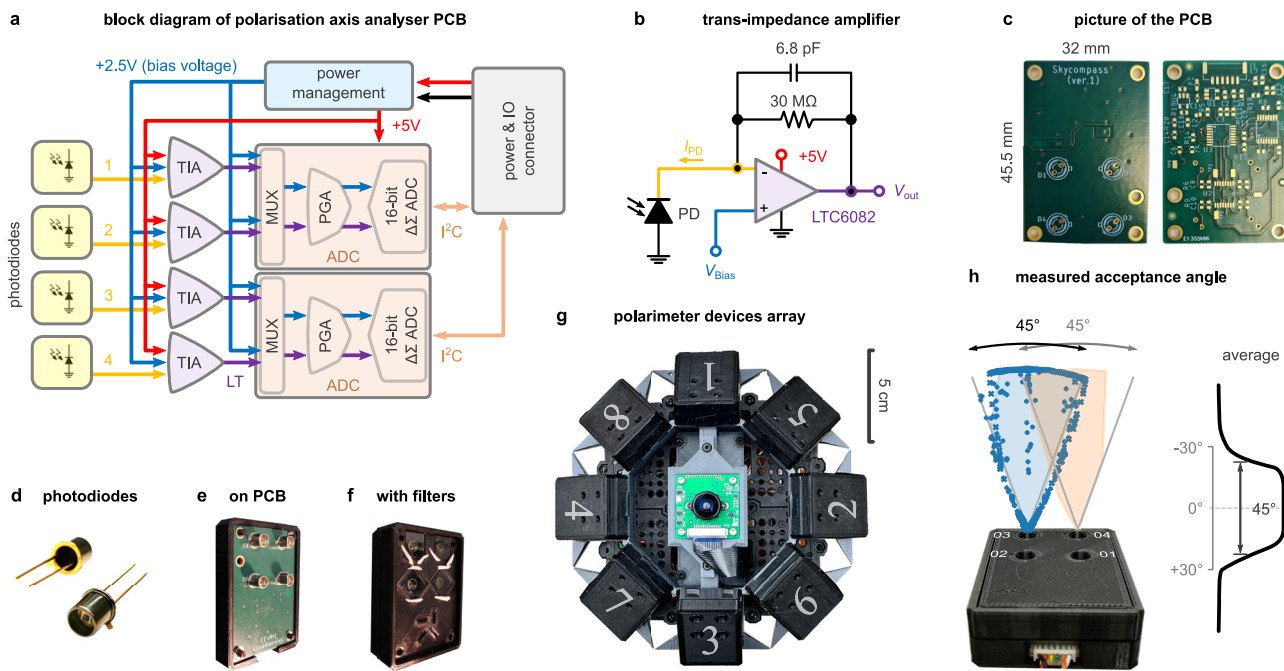 a block diagram of polarisation axis analyser PCB
+2.5V (bias voltage)
power
management
+5V
power & IO
connector
photodiodes
1
2
3
4
TIA
TIA
TIA
TIA
LT
MUX
PGA
16-bit
ΔΣ ADC
ADC
I²C
MUX
PGA
16-bit
ΔΣ ADC
ADC
I²C
b trans-impedance amplifier
6.8 pF
30 MΩ
I_PD
+5V
-
+
PD
V_out
LTC6082
V_Bias
c picture of the PCB
32 mm
45.5 mm
Skycompass
(ver.1)
D1
D4
D3
d photodiodes
e on PCB
f with filters
g polarimeter devices array
1
5
2
6
3
7
4
8
5 cm
h measured acceptance angle
45°
45°
average
-30°
0°
45°
+30°
03
04
02
01